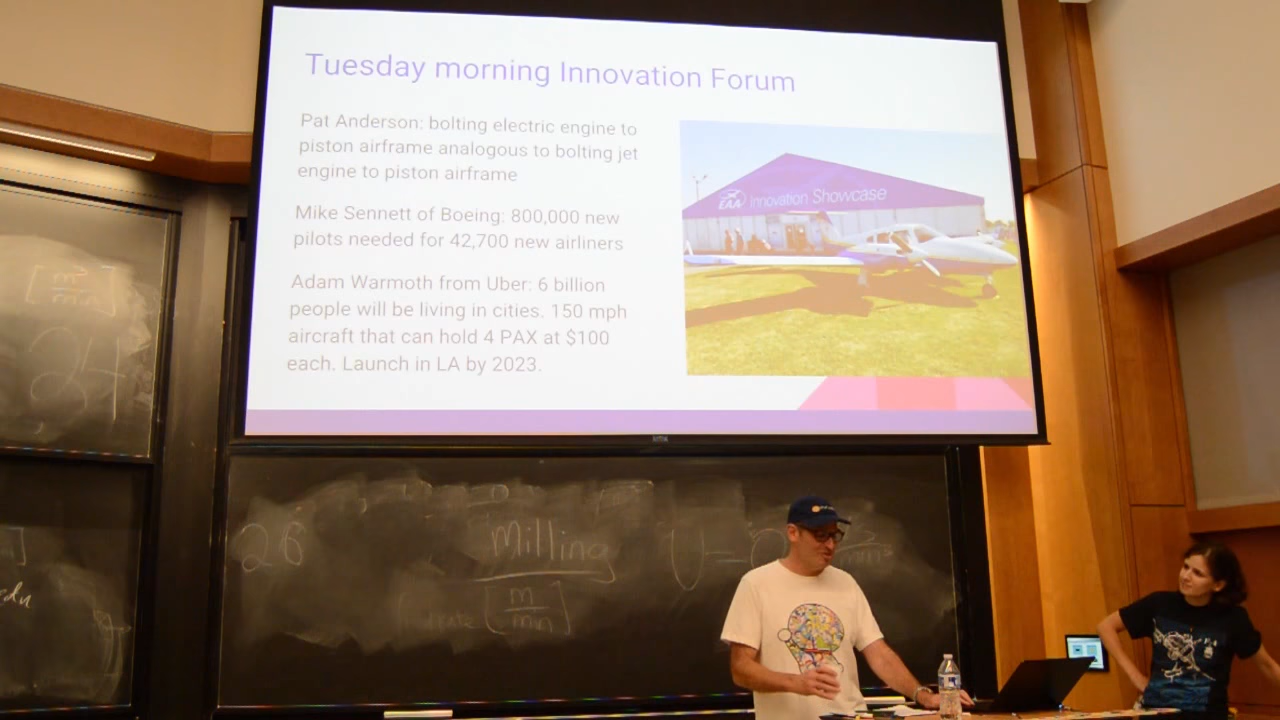 Tuesday morning Innovation Forum
Pat Anderson: bolting electric engine to
piston airframe analogous to bolting jet
engine to piston airframe
Mike Sennett of Boeing: 800,000 new
pilots needed for 42,700 new airliners
Adam Warmoth from Uber: 6 billion
people will be living in cities. 150 mph
aircraft that can hold 4 PAX at $100
each. Launch in LA by 2023.
EAA Innovation Showcase
24
26
Milling
[m/min]